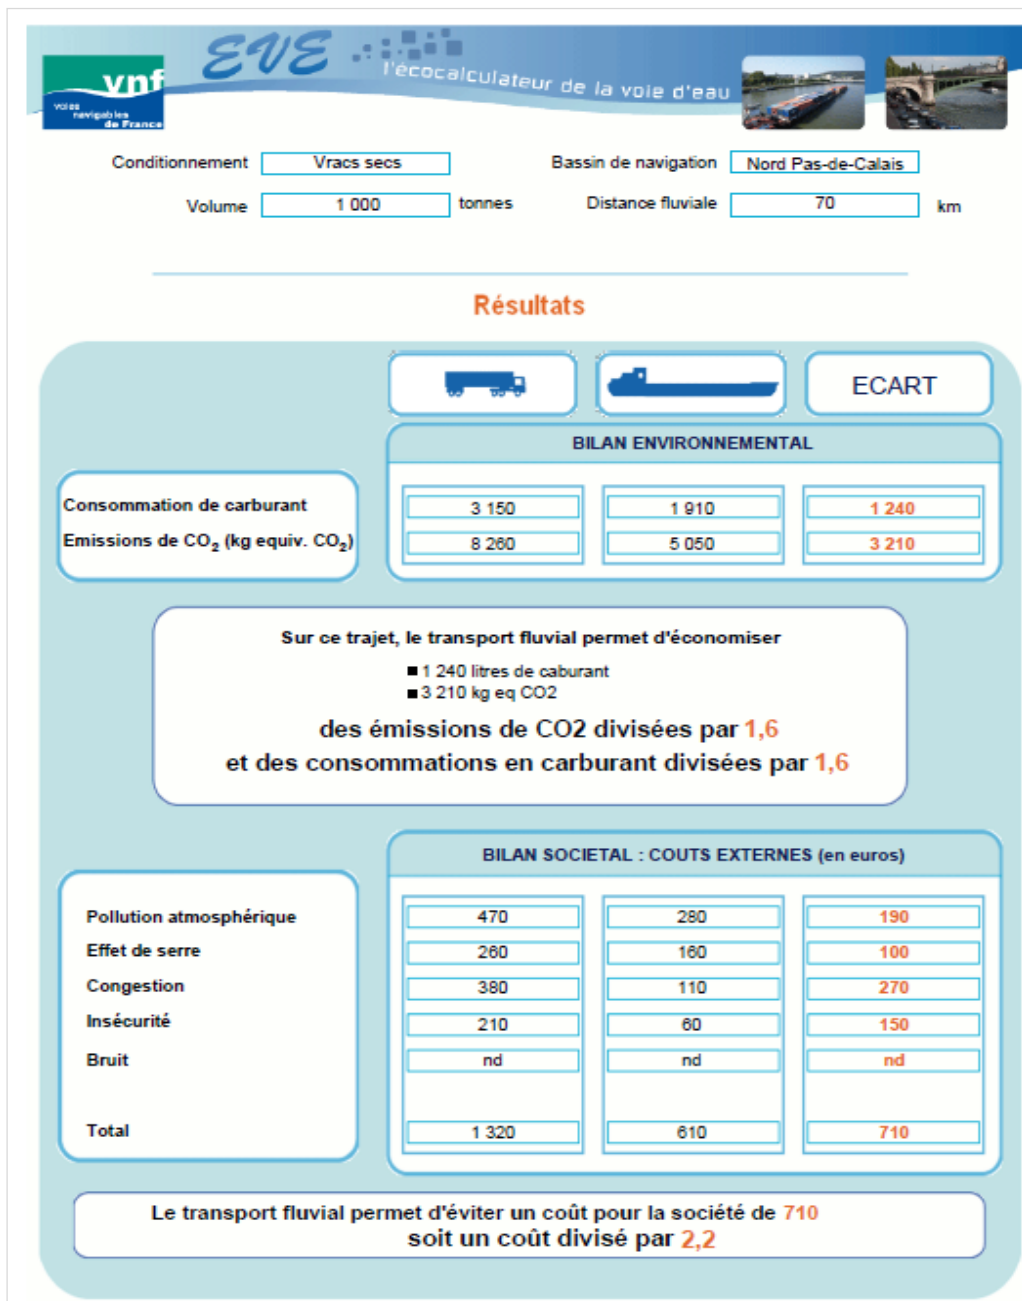 EVE
l'écocalculateur de la voie d'eau
vnf
voies
navigables
de France
Conditionnement Vracs secs Bassin de navigation Nord Pas-de-Calais
Volume 1 000 tonnes Distance fluviale 70 km
Résultats
ECART
BILAN ENVIRONNEMENTAL
Consommation de carburant 3 150 1 910 1 240
Emissions de CO₂ (kg equiv. CO₂) 8 260 5 050 3 210
Sur ce trajet, le transport fluvial permet d'économiser
■ 1 240 litres de caburant
■ 3 210 kg eq CO2
des émissions de CO2 divisées par 1,6
et des consommations en carburant divisées par 1,6
BILAN SOCIETAL : COUTS EXTERNES (en euros)
Pollution atmosphérique 470 280 190
Effet de serre 260 160 100
Congestion 380 110 270
Insécurité 210 60 150
Bruit nd nd nd
Total 1 320 610 710
Le transport fluvial permet d'éviter un coût pour la société de 710
soit un coût divisé par 2,2